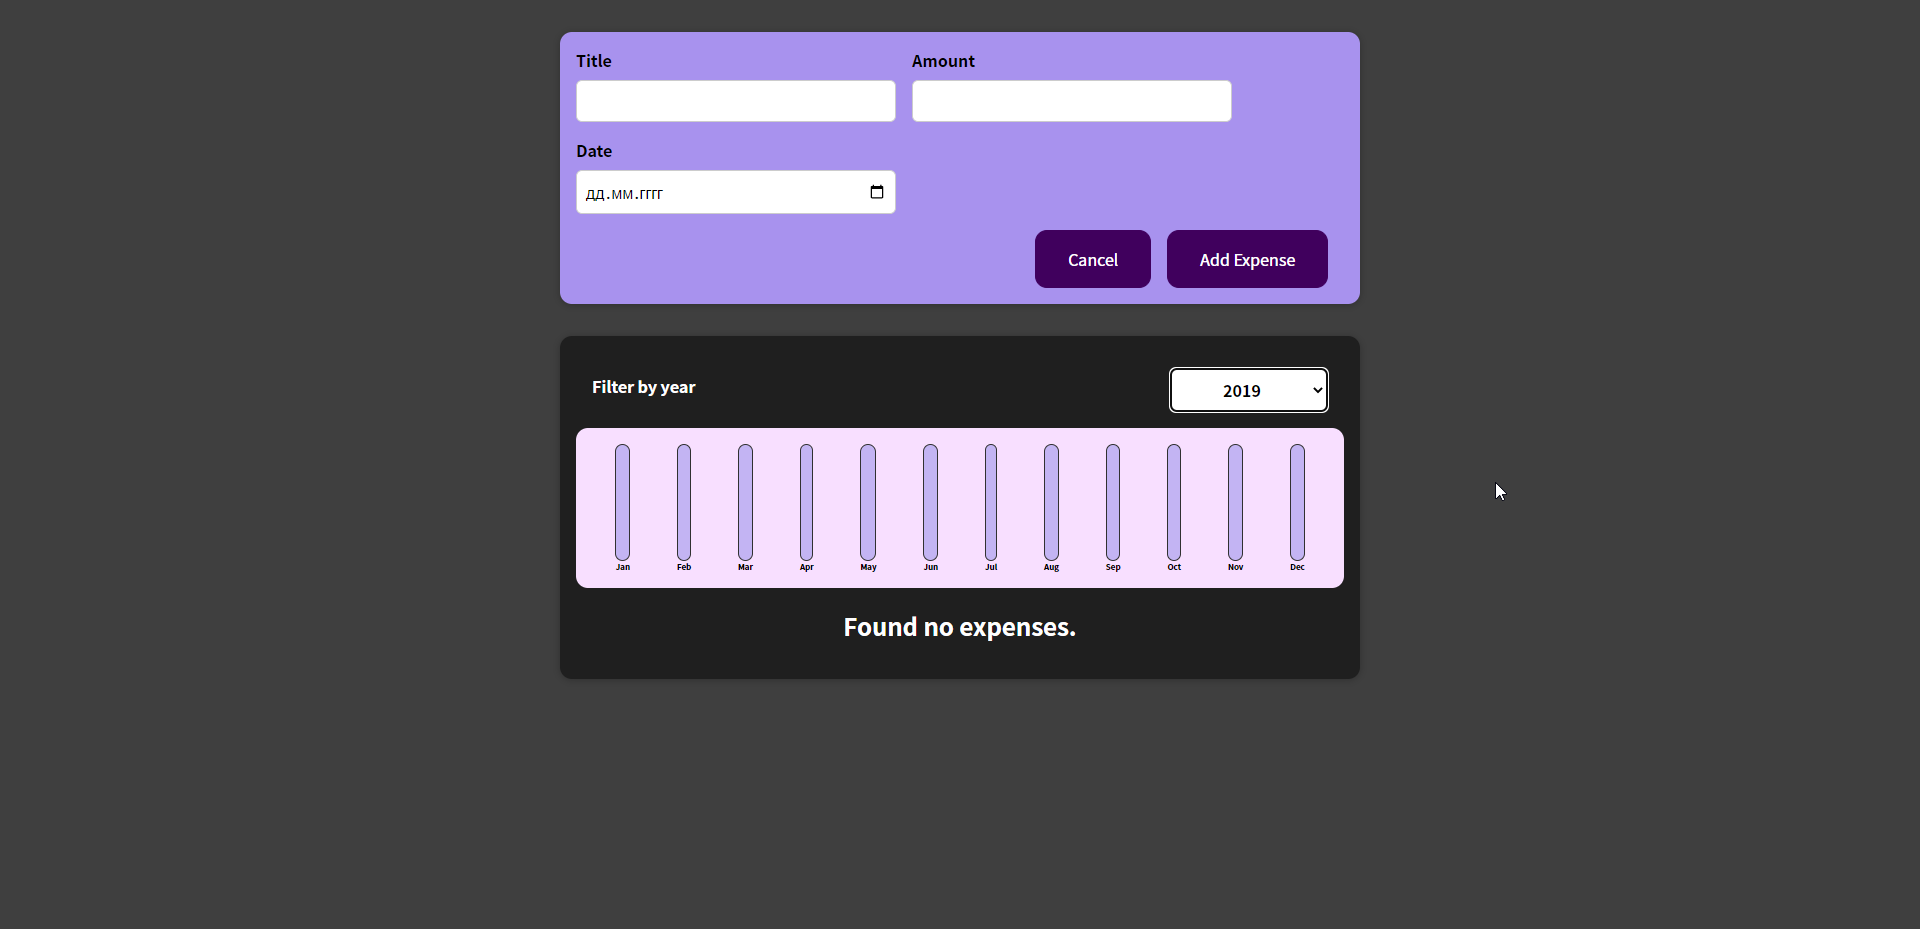 Title Amount
Date
дд.мм.гггг
Cancel Add Expense
Filter by year 2019
Jan Feb Mar Apr May Jun Jul Aug Sep Oct Nov Dec
Found no expenses.